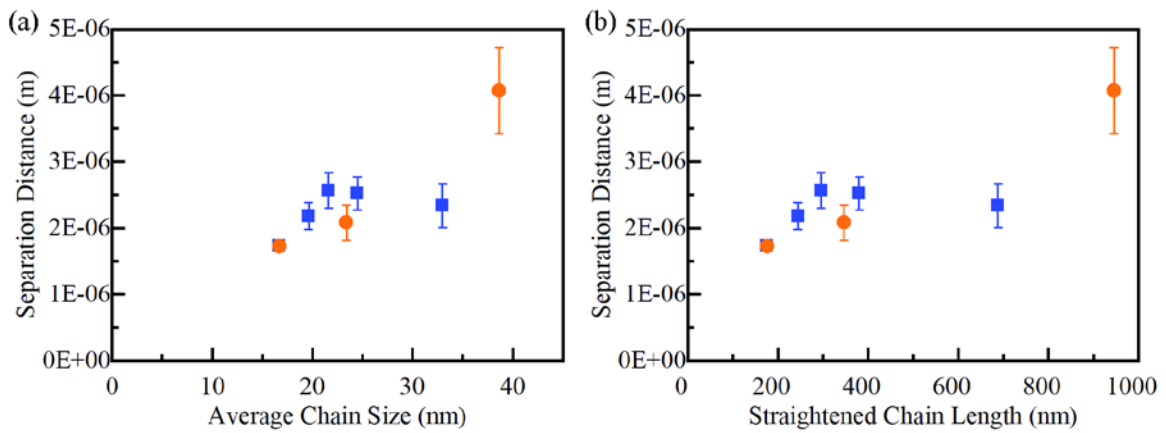 (a)
5E-06
4E-06
3E-06
2E-06
1E-06
0E+00
Separation Distance (m)
0 10 20 30 40
Average Chain Size (nm)
(b)
5E-06
4E-06
3E-06
2E-06
1E-06
0E+00
Separation Distance (m)
0 200 400 600 800 1000
Straightened Chain Length (nm)